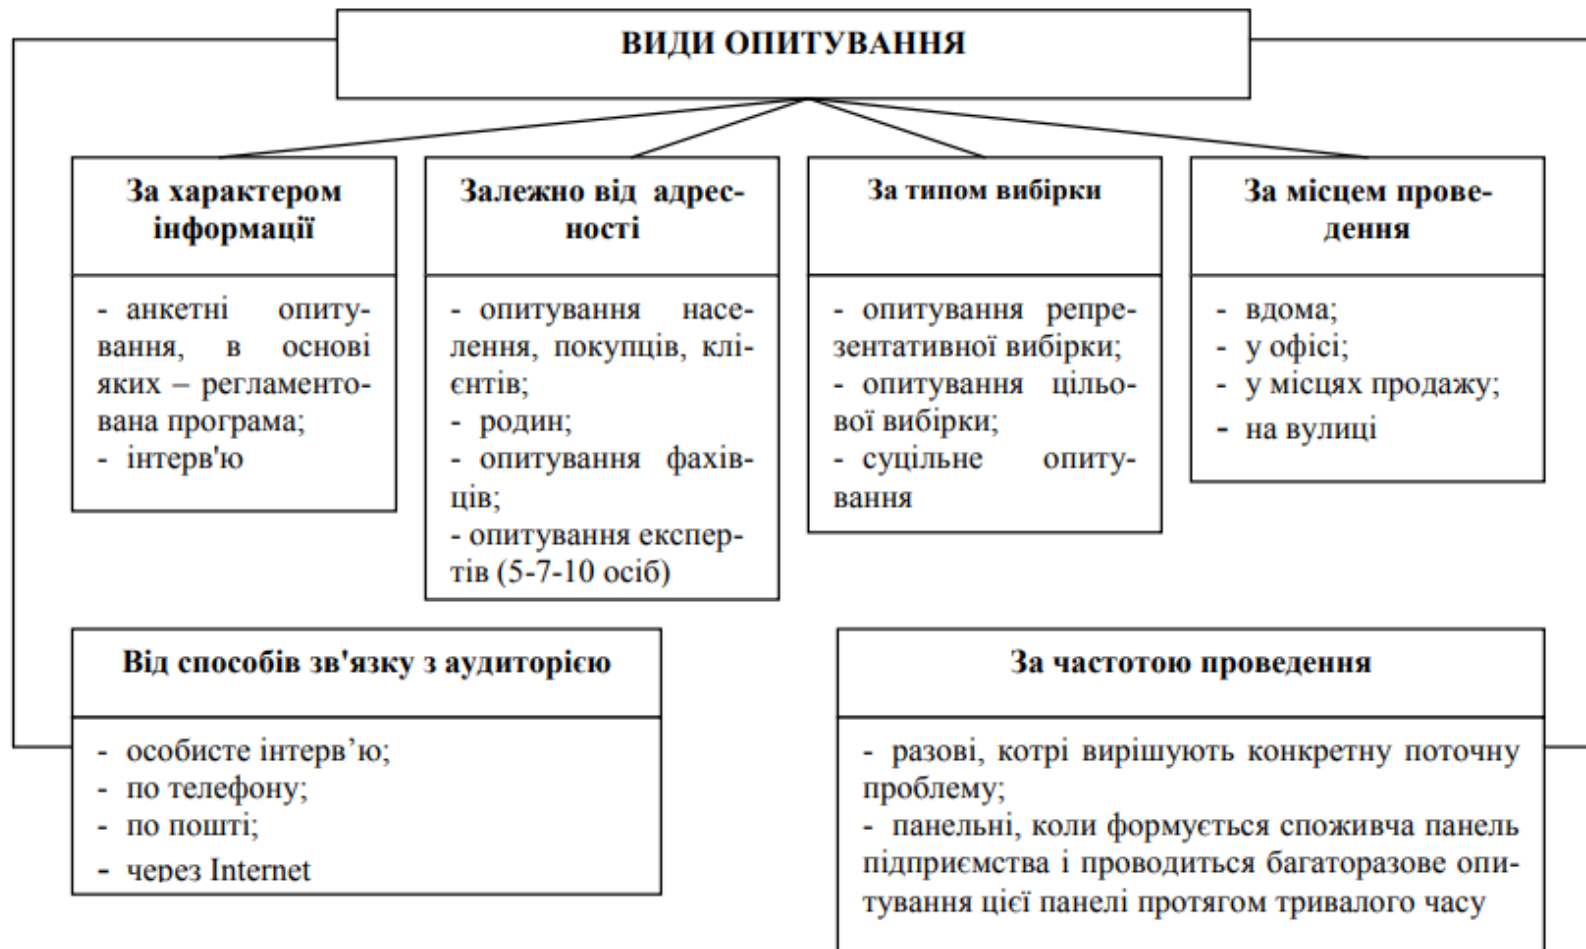 ВИДИ ОПИТУВАННЯ
За характером
інформації
- анкетні опиту-
вання, в основі
яких – регламенто-
вана програма;
- інтерв'ю
Залежно від адрес-
ності
- опитування насе-
лення, покупців, клі-
єнтів;
- родин;
- опитування фахів-
ців;
- опитування експер-
тів (5-7-10 осіб)
За типом вибірки
- опитування репре-
зентативної вибірки;
- опитування цільо-
вої вибірки;
- суцільне опиту-
вання
За місцем прове-
дення
- вдома;
- у офісі;
- у місцях продажу;
- на вулиці
Від способів зв'язку з аудиторією
- особисте інтерв’ю;
- по телефону;
- по пошті;
- через Internet
За частотою проведення
- разові, котрі вирішують конкретну поточну
проблему;
- панельні, коли формується споживча панель
підприємства і проводиться багаторазове опи-
тування цієї панелі протягом тривалого часу